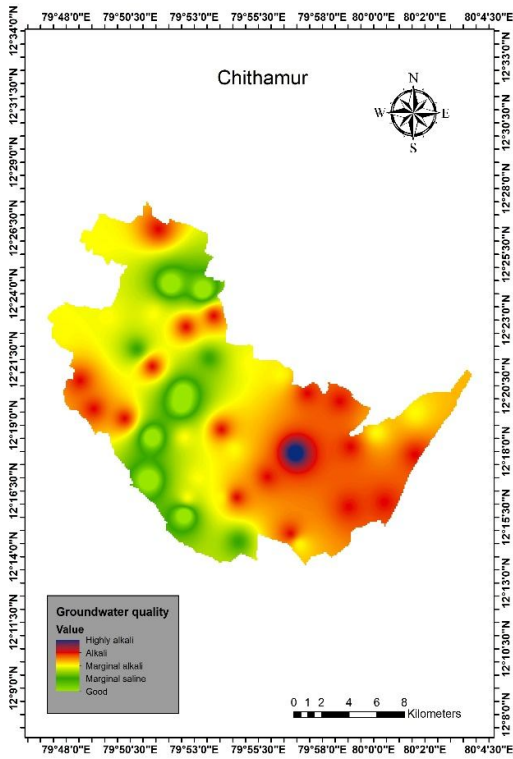 79°48'0"E 79°50'30"E 79°53'0"E 79°55'30"E 79°58'0"E 80°0'0"E 80°2'0"E 80°4'30"E
Chithamur
N
W E
S
12°34'0"N
12°31'30"N
12°29'0"N
12°26'30"N
12°24'0"N
12°21'30"N
12°19'0"N
12°16'30"N
12°14'0"N
12°11'30"N
12°9'0"N
12°33'0"N
12°30'30"N
12°28'0"N
12°25'30"N
12°23'0"N
12°20'30"N
12°18'0"N
12°15'30"N
12°13'0"N
12°10'30"N
12°8'0"N
Groundwater quality
Value
Highly alkali
Alkali
Marginal alkali
Marginal saline
Good
0 1 2 4 6 8
Kilometers
79°48'0"E 79°50'30"E 79°53'0"E 79°55'30"E 79°58'0"E 80°0'0"E 80°2'0"E 80°4'30"E